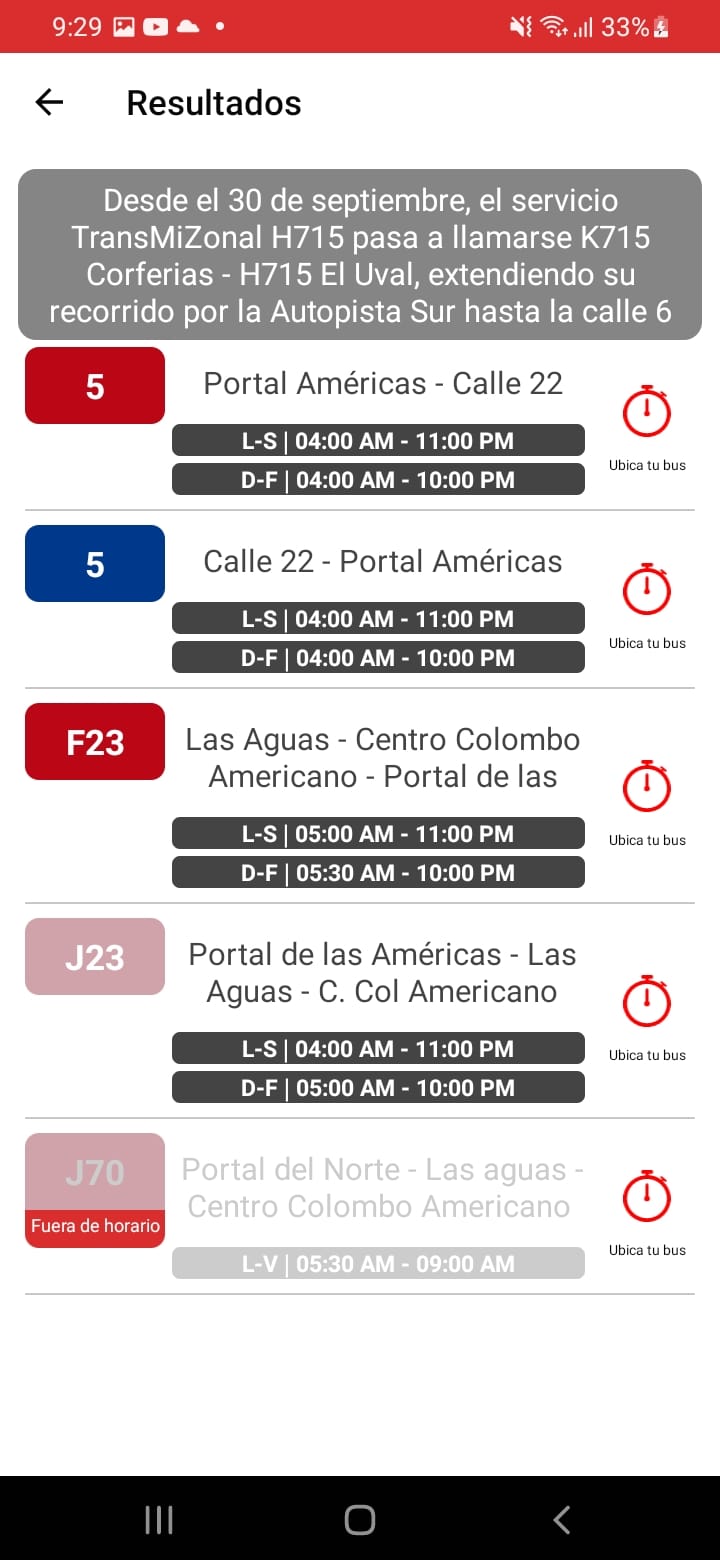 9:29
33%
Resultados
Desde el 30 de septiembre, el servicio
TransMiZonal H715 pasa a llamarse K715
Corferias - H715 El Uval, extendiendo su
recorrido por la Autopista Sur hasta la calle 6
5
Portal Américas - Calle 22
L-S | 04:00 AM - 11:00 PM
D-F | 04:00 AM - 10:00 PM
Ubica tu bus
5
Calle 22 - Portal Américas
L-S | 04:00 AM - 11:00 PM
D-F | 04:00 AM - 10:00 PM
Ubica tu bus
F23
Las Aguas - Centro Colombo
Americano - Portal de las
L-S | 05:00 AM - 11:00 PM
D-F | 05:30 AM - 10:00 PM
Ubica tu bus
J23
Portal de las Américas - Las
Aguas - C. Col Americano
L-S | 04:00 AM - 11:00 PM
D-F | 05:00 AM - 10:00 PM
Ubica tu bus
J70
Fuera de horario
Portal del Norte - Las aguas -
Centro Colombo Americano
L-V | 05:30 AM - 09:00 AM
Ubica tu bus